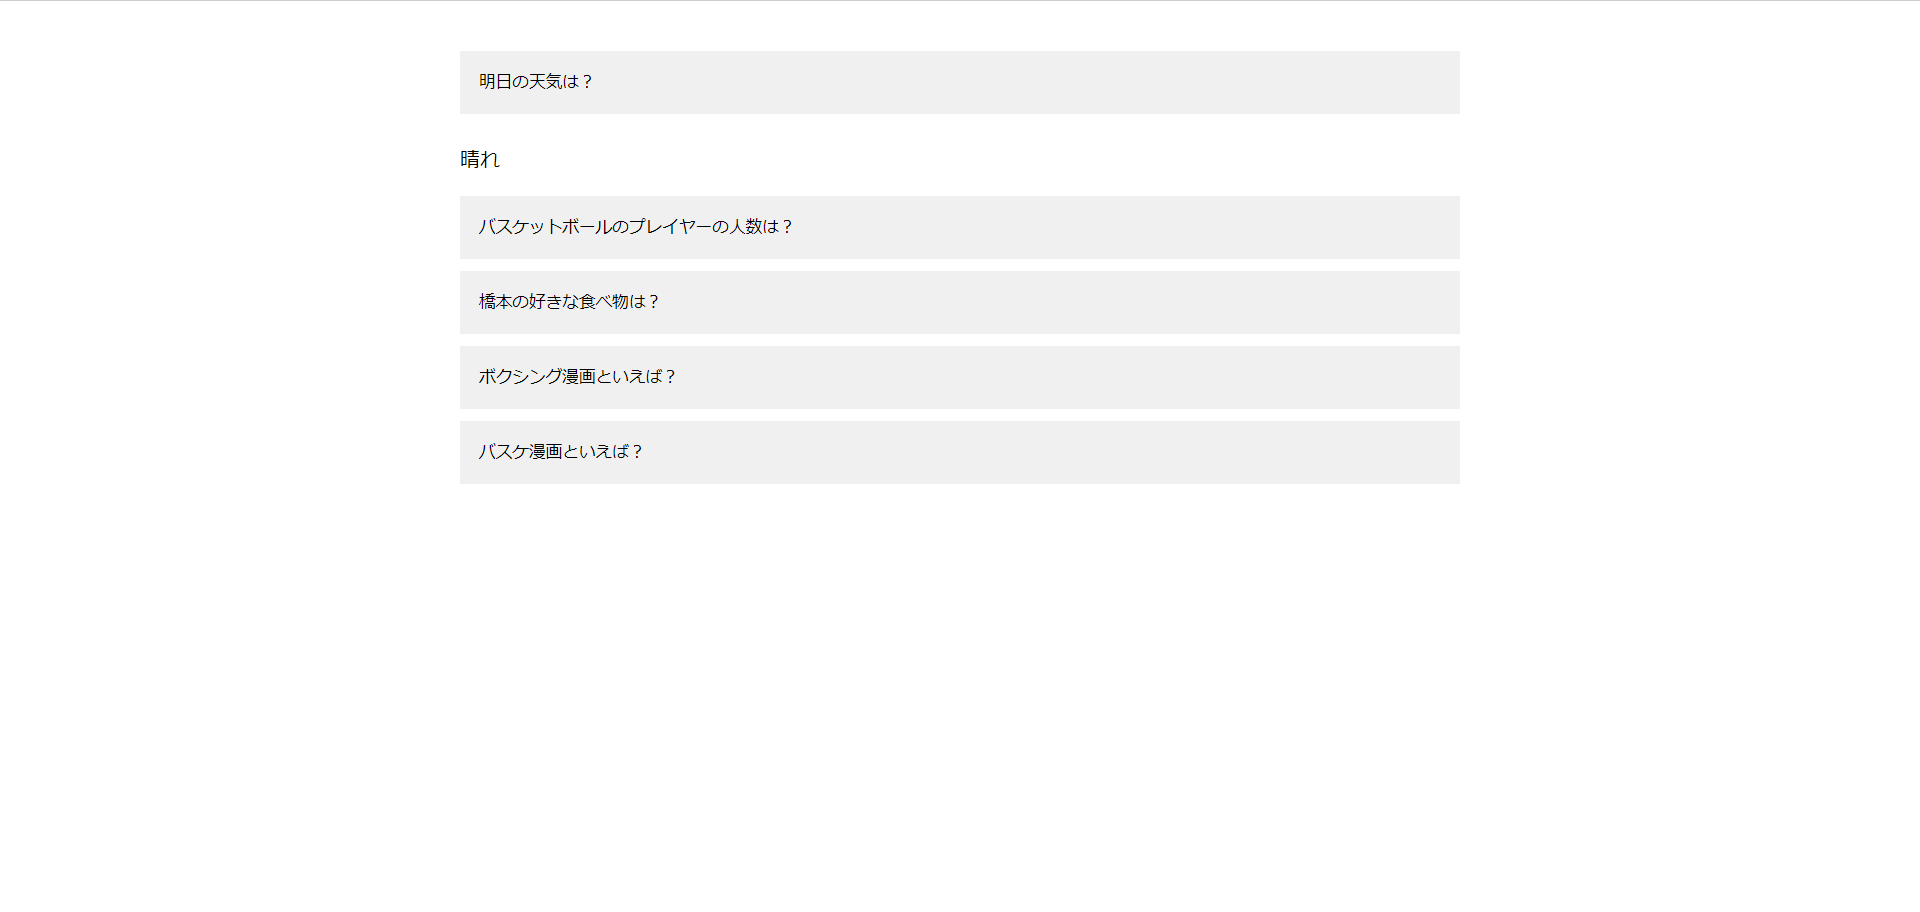 明日の天気は？
晴れ
バスケットボールのプレイヤーの人数は？
橋本の好きな食べ物は？
ボクシング漫画といえば？
バスケ漫画といえば？